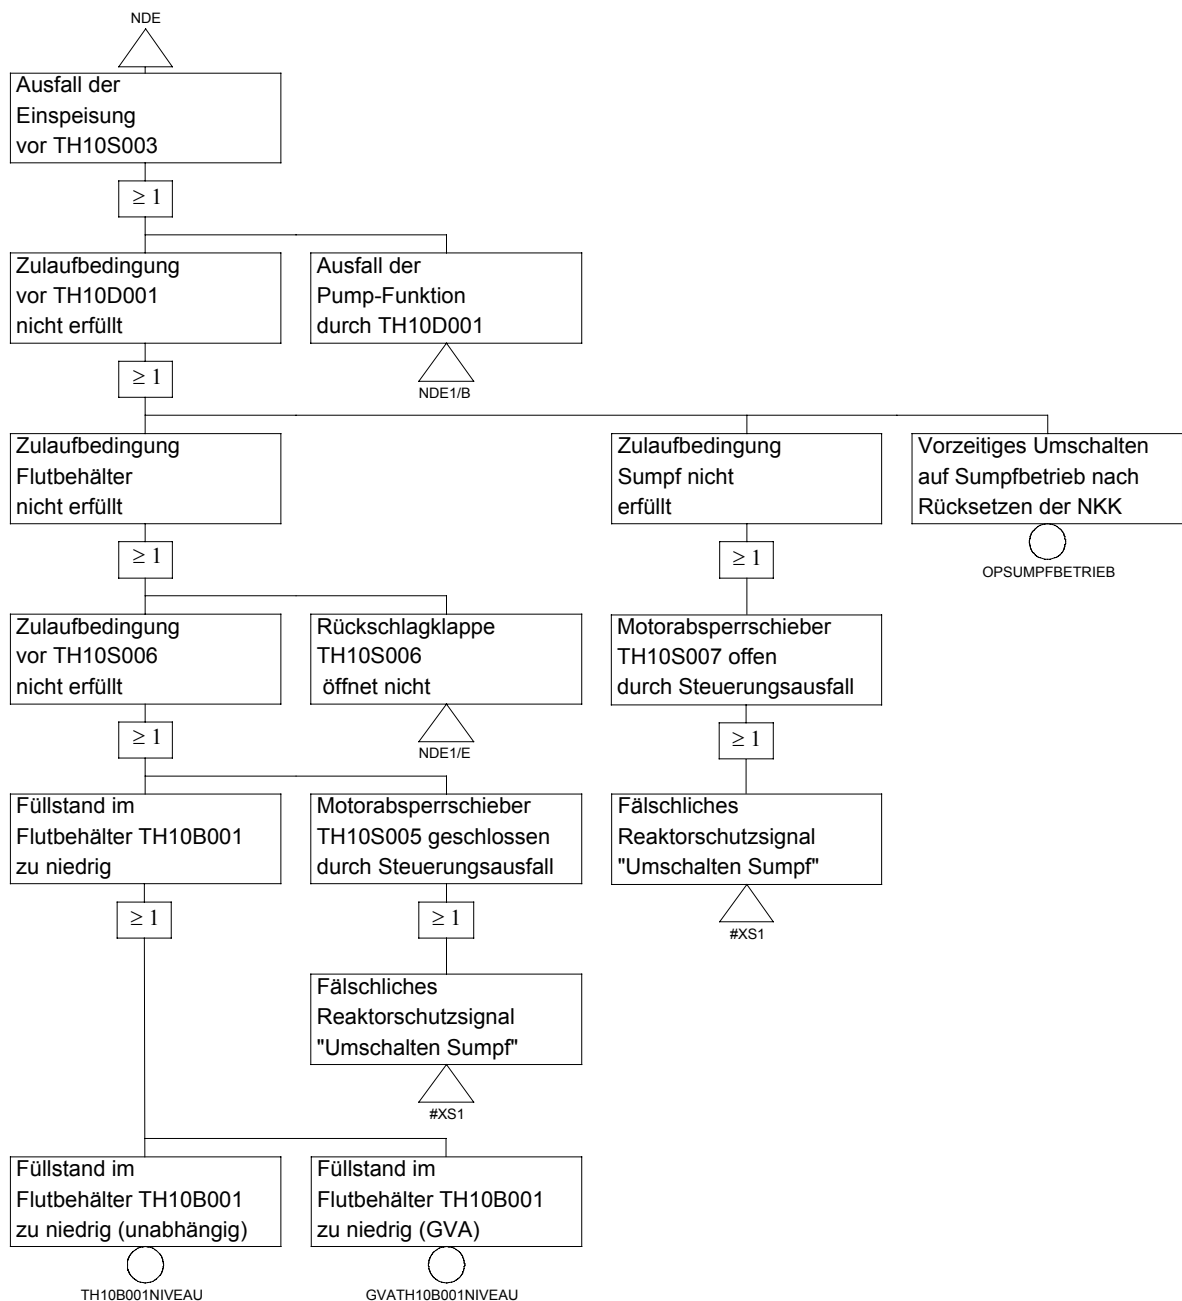 NDE
Ausfall der
Einspeisung
vor TH10S003
≥ 1
Zulaufbedingung
vor TH10D001
nicht erfüllt
Ausfall der
Pump-Funktion
durch TH10D001
≥ 1
NDE1/B
Zulaufbedingung
Flutbehälter
nicht erfüllt
Zulaufbedingung
Sumpf nicht
erfüllt
Vorzeitiges Umschalten
auf Sumpfbetrieb nach
Rücksetzen der NKK
≥ 1
≥ 1
OPSUMPFBETRIEB
Zulaufbedingung
vor TH10S006
nicht erfüllt
Rückschlagklappe
TH10S006
öffnet nicht
Motorabsperrschieber
TH10S007 offen
durch Steuerungsausfall
≥ 1
NDE1/E
≥ 1
Füllstand im
Flutbehälter TH10B001
zu niedrig
Motorabsperrschieber
TH10S005 geschlossen
durch Steuerungsausfall
Fälschliches
Reaktorschutzsignal
"Umschalten Sumpf"
≥ 1
≥ 1
#XS1
Fälschliches
Reaktorschutzsignal
"Umschalten Sumpf"
#XS1
Füllstand im
Flutbehälter TH10B001
zu niedrig (unabhängig)
Füllstand im
Flutbehälter TH10B001
zu niedrig (GVA)
TH10B001NIVEAU
GVATH10B001NIVEAU